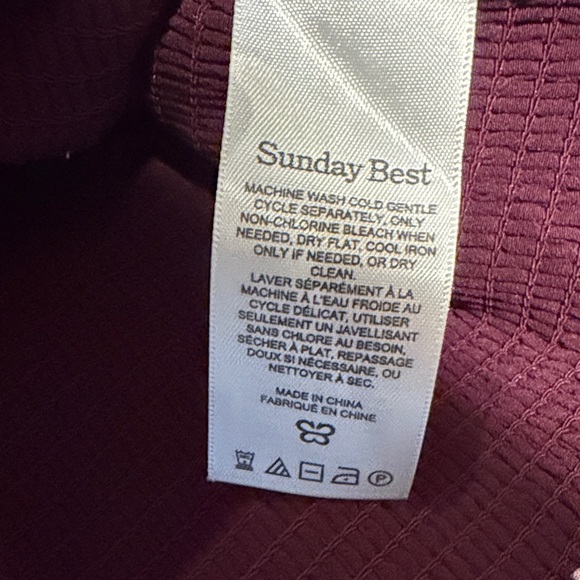 Sunday Best
MACHINE WASH COLD GENTLE
CYCLE SEPARATELY, ONLY
NON-CHLORINE BLEACH WHEN
NEEDED, DRY FLAT, COOL IRON
ONLY IF NEEDED, OR DRY
CLEAN.
LAVER SÉPARÉMENT À LA
MACHINE À L'EAU FROIDE AU
CYCLE DÉLICAT, UTILISER
SEULEMENT UN JAVELLISANT
SANS CHLORE AU BESOIN,
SÉCHER À PLAT, REPASSAGE
DOUX SI NÉCESSAIRE, OU
NETTOYER À SEC.
MADE IN CHINA
FABRIQUÉ EN CHINE
P